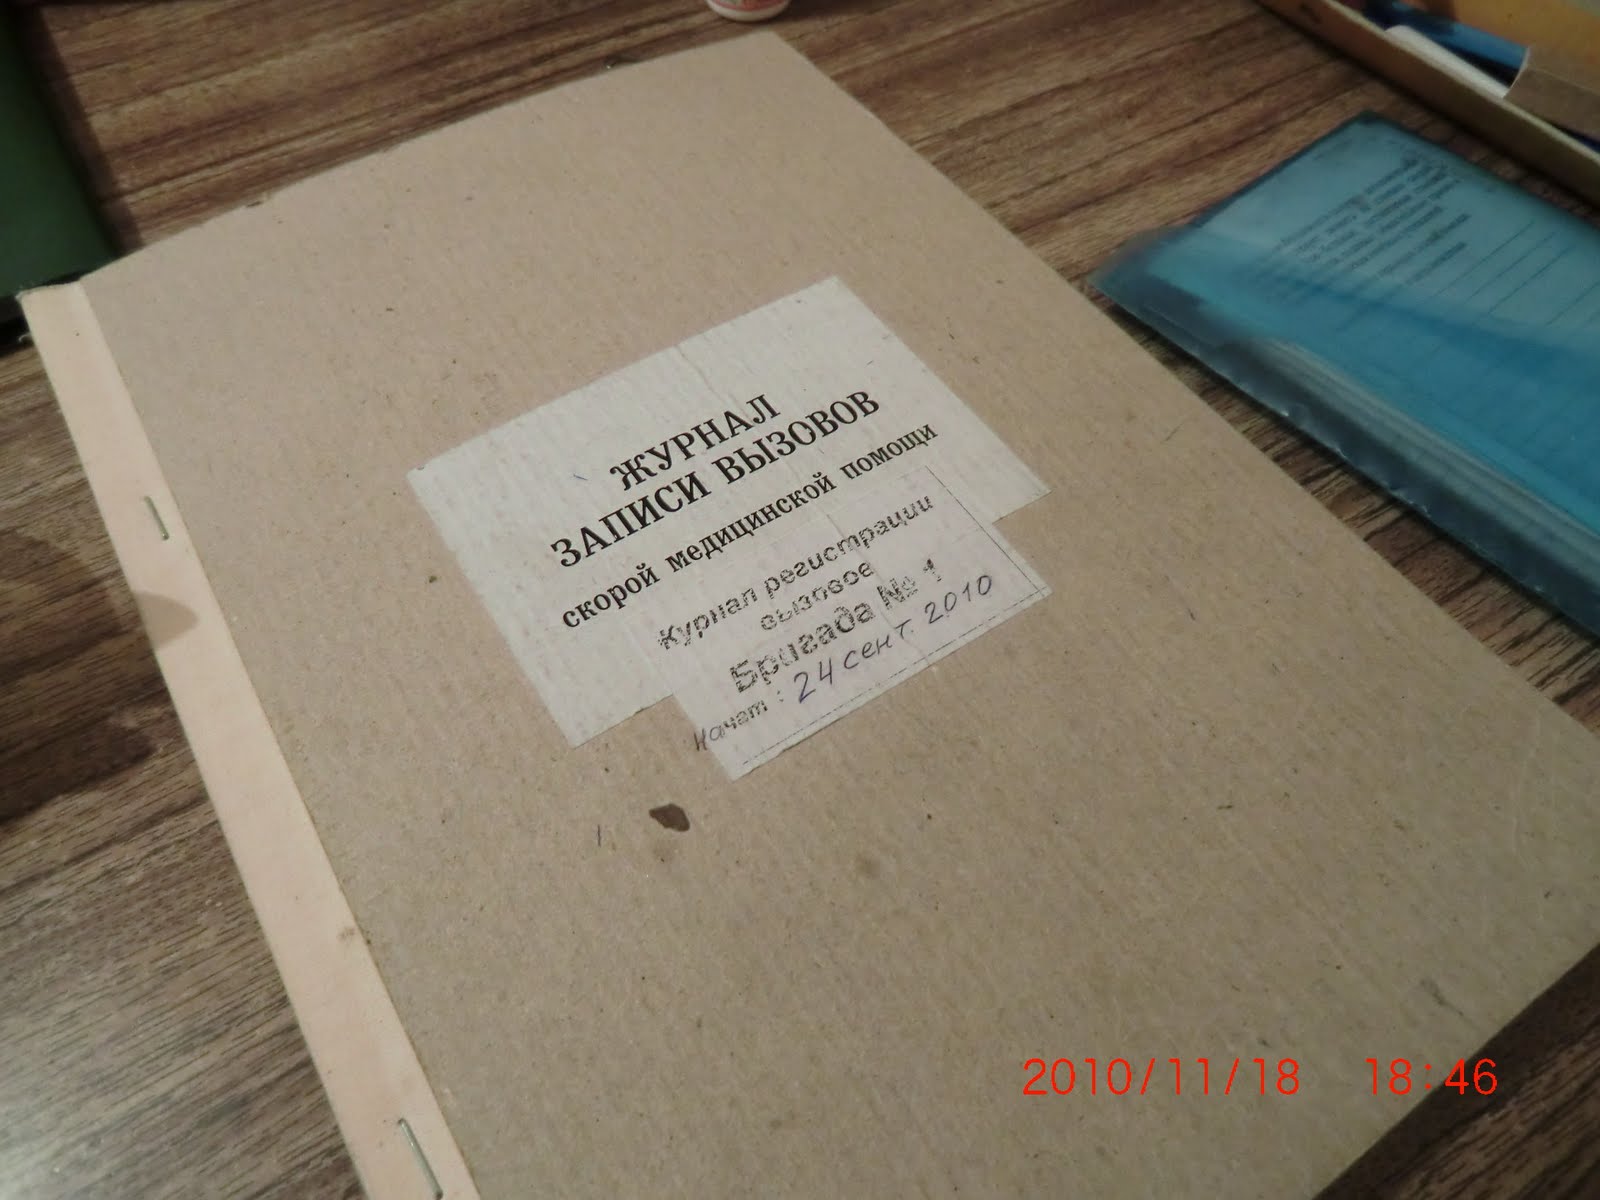 ЖУРНАЛ
ЗАПИСИ ВЫЗОВОВ
скорой медицинской помощи
Журнал регистрации
вызовов
Бригада № 1
Начат : 24 сент. 2010
2010/11/18 18:46